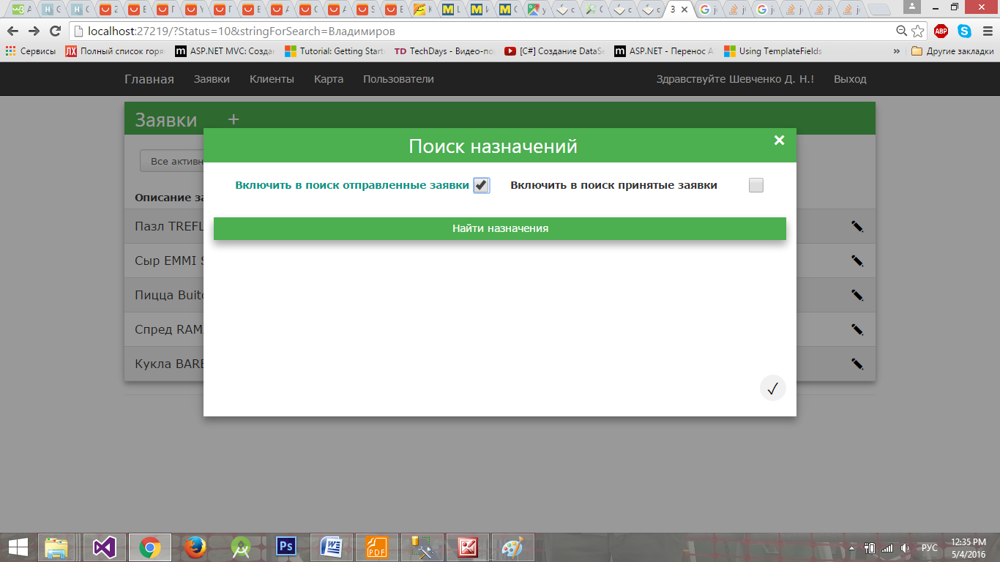 localhost:27219/?Status=10&stringForSearch=Владимиров
Сервисы Полный список горя ASP.NET MVC: Созда Tutorial: Getting Start TechDays - Видео-по [C#] Создание DataSe ASP.NET - Перенос A Using TemplateFields » Другие закладки
Главная Заявки Клиенты Карта Пользователи Здравствуйте Шевченко Д. Н.! Выход
Заявки +
Поиск назначений ×
Все активн
Включить в поиск отправленные заявки Включить в поиск принятые заявки
Описание за
Найти назначения
Пазл TREFL
Сыр EMMI S
Пицца Buito
Спред RAM
Кукла BARB
12:35 PM
РУС
5/4/2016